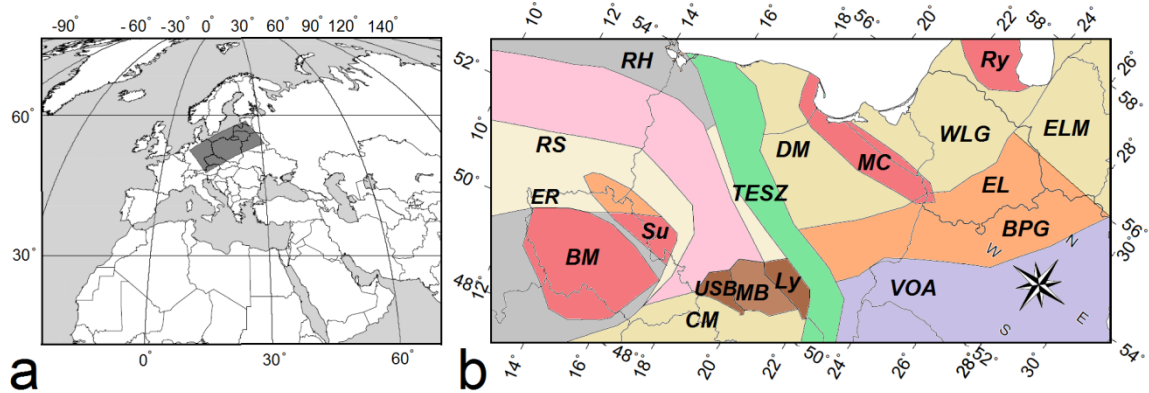 -90° -60° -30° 0° 30° 60° 90° 120° 140°
60°
30°
0° 30° 60°
a
10° 12° 54° 14° 16° 18° 56° 20° 22° 58° 24°
52°
10°
50°
48°
12°
26°
58°
28°
56°
30°
54°
RH
Ry
RS
DM
WLG
ELM
MC
ER
TESZ
EL
Su
BPG
BM
W
N
USB
MB
Ly
VOA
CM
S
E
14° 16° 48° 18° 20° 22° 50° 24° 26° 28° 52° 30°
b